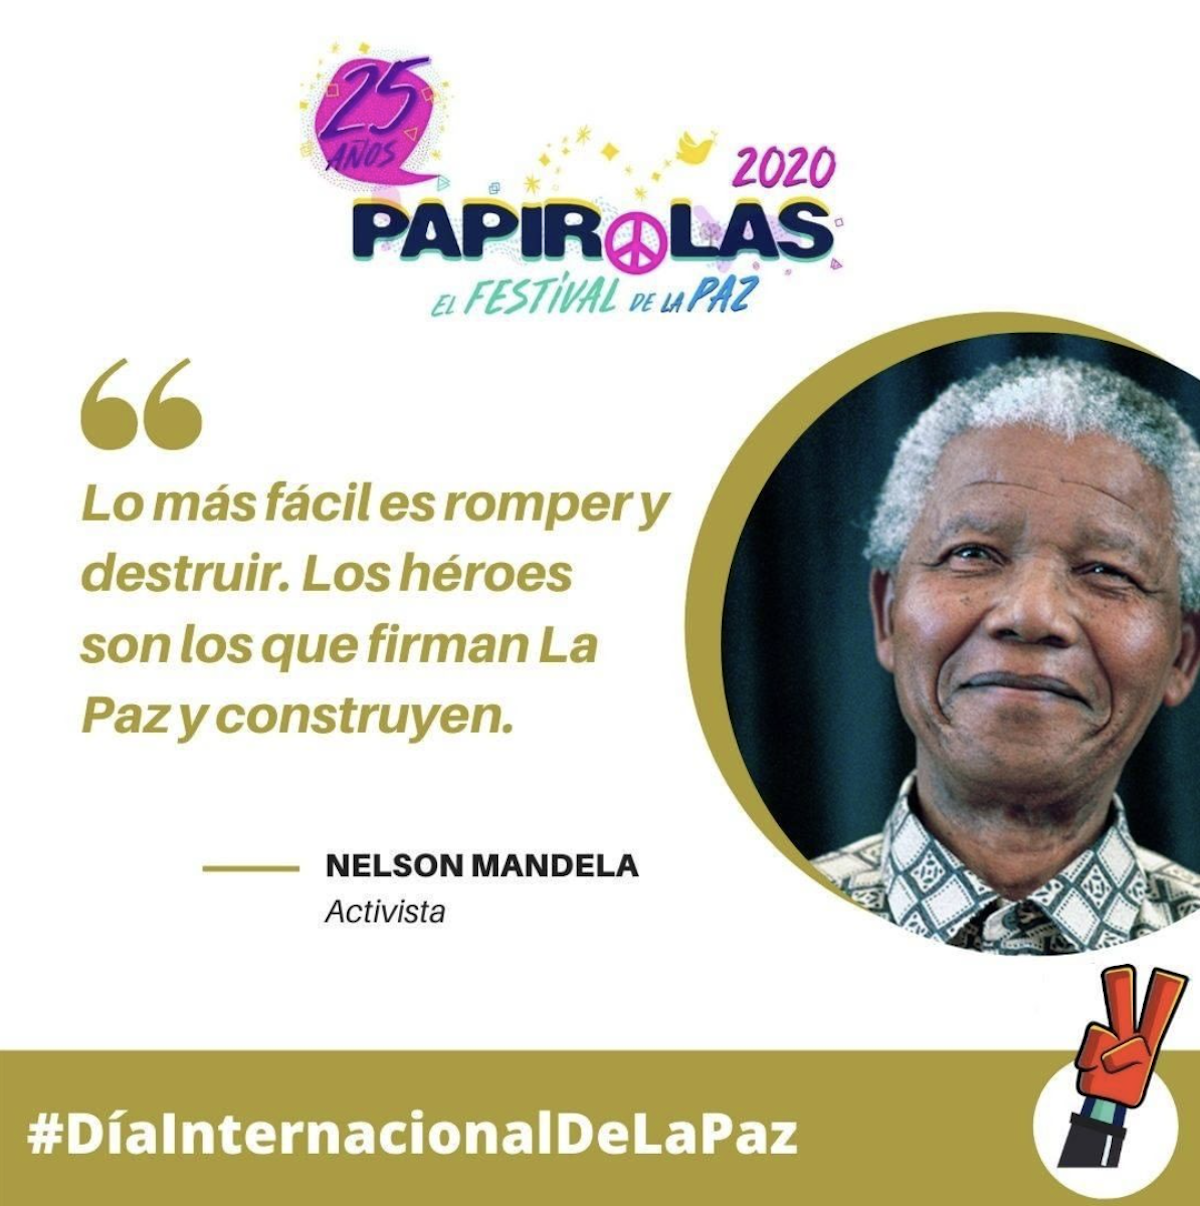 25
AÑOS
2020
PAPIROLAS
EL FESTIVAL DE LA PAZ
“
Lo más fácil es romper y
destruir. Los héroes
son los que firman La
Paz y construyen.
NELSON MANDELA
Activista
#DíaInternacionalDeLaPaz